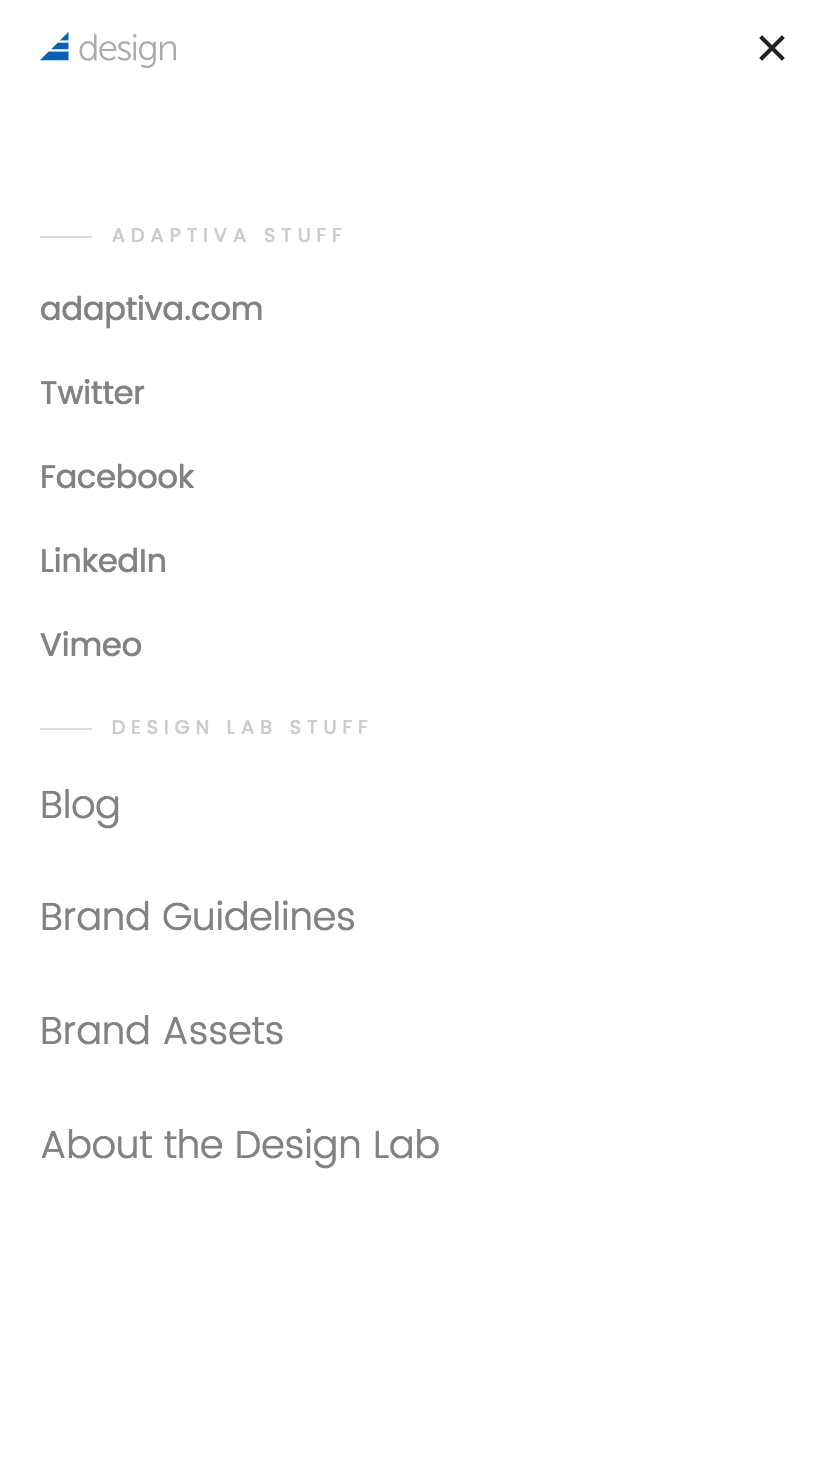 design
ADAPTIVA STUFF
adaptiva.com
Twitter
Facebook
LinkedIn
Vimeo
DESIGN LAB STUFF
Blog
Brand Guidelines
Brand Assets
About the Design Lab